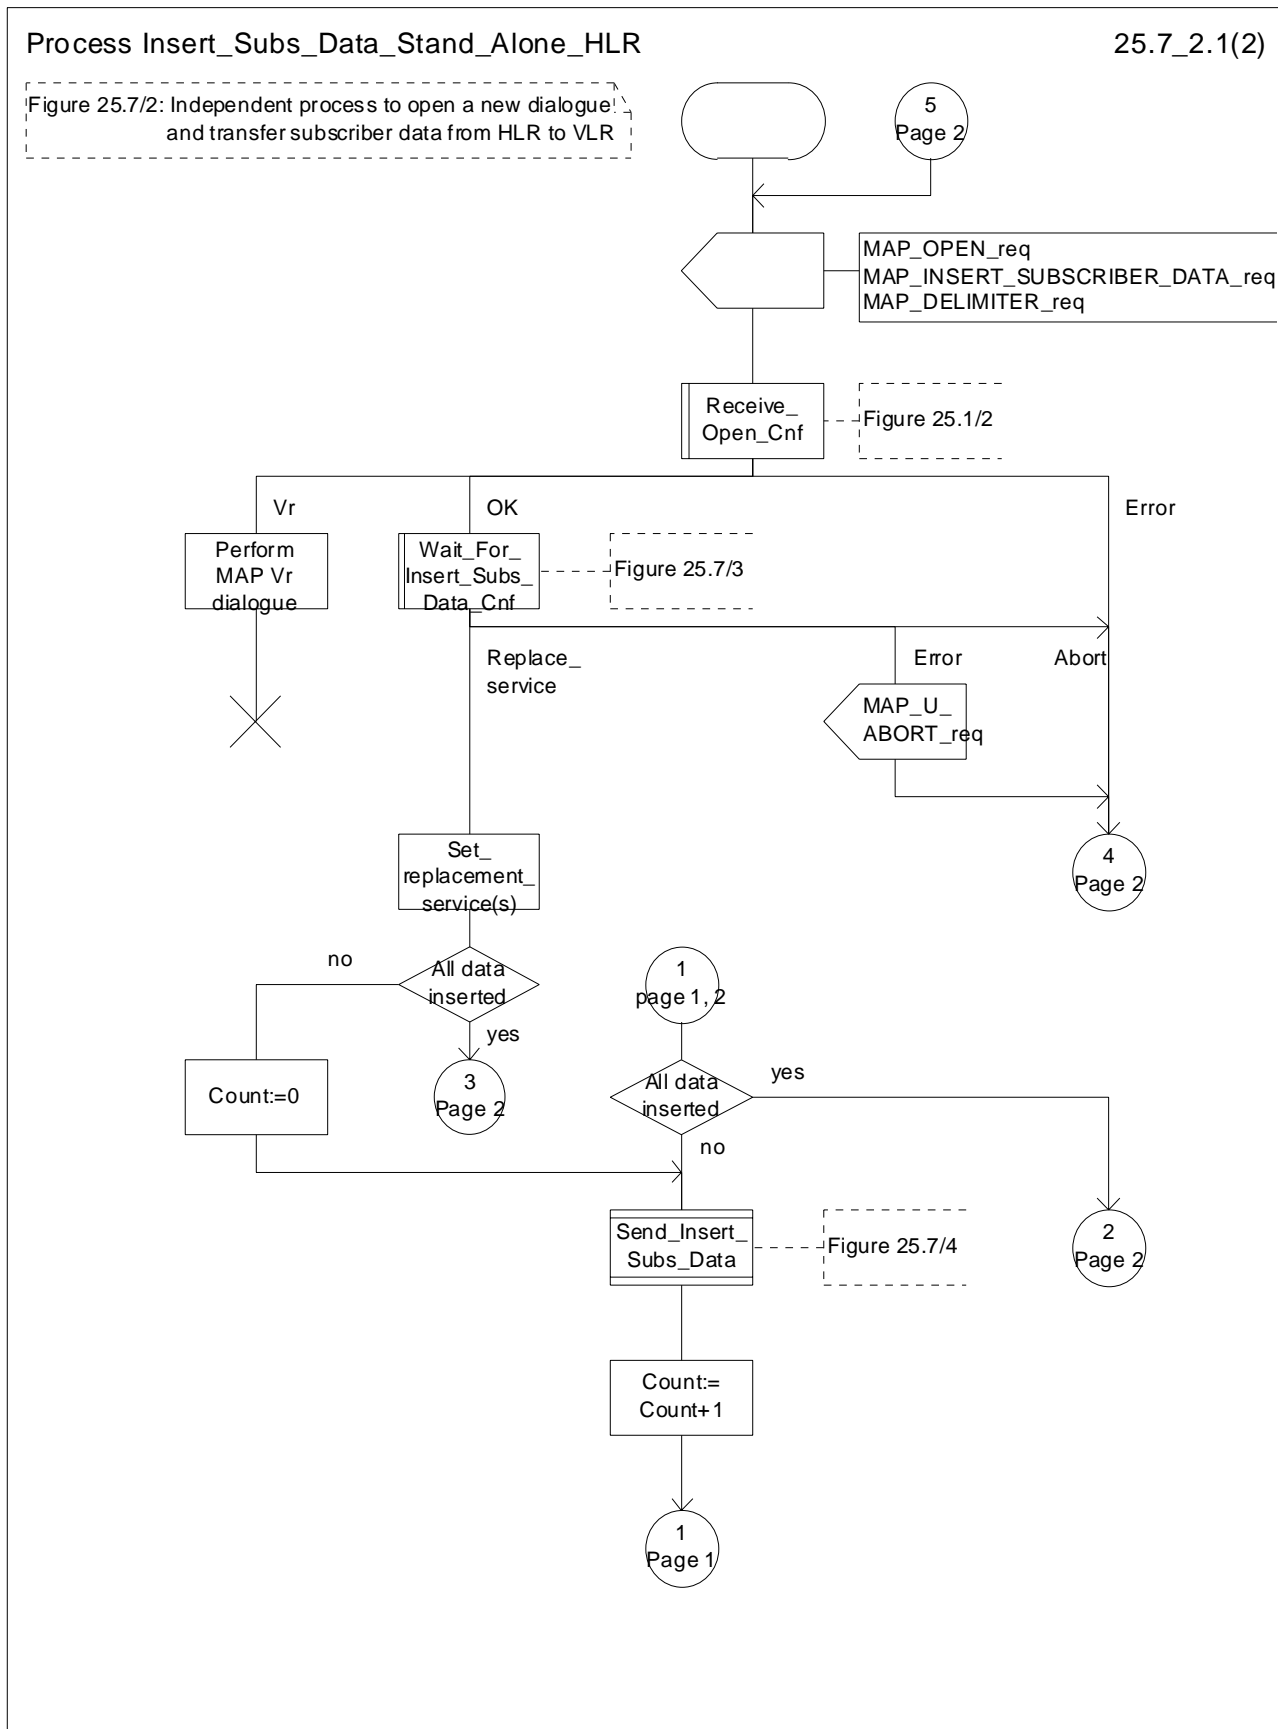 Process Insert_Subs_Data_Stand_Alone_HLR
25.7_2.1(2)
Figure 25.7/2: Independent process to open a new dialogue
and transfer subscriber data from HLR to VLR
5
Page 2
MAP_OPEN_req
MAP_INSERT_SUBSCRIBER_DATA_req
MAP_DELIMITER_req
Receive_
Open_Cnf
Figure 25.1/2
Vr
OK
Error
Perform
MAP Vr
dialogue
Wait_For_
Insert_Subs_
Data_Cnf
Figure 25.7/3
Replace_
service
Error
Abort
MAP_U_
ABORT_req
Set_
replacement_
service(s)
4
Page 2
no
All data
inserted
yes
1
page 1, 2
Count:=0
3
Page 2
All data
inserted
yes
no
Send_Insert_
Subs_Data
Figure 25.7/4
2
Page 2
Count:=
Count+1
1
Page 1